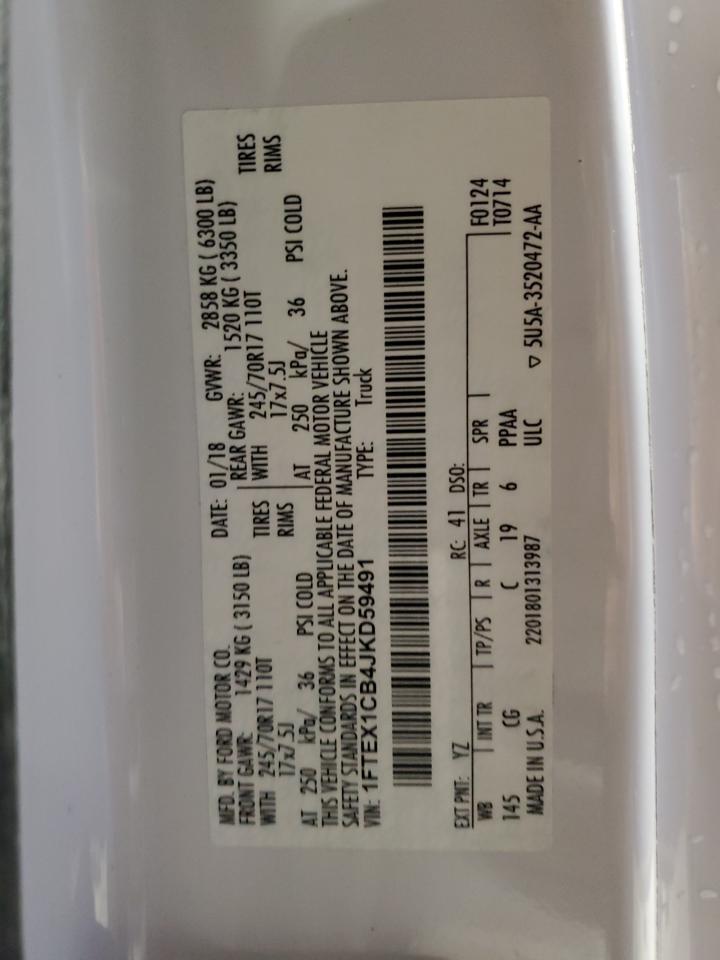 MFD. BY FORD MOTOR CO.
DATE: 01/18 GVWR: 2858 KG ( 6300 LB)
FRONT GAWR: 1429 KG ( 3150 LB)
REAR GAWR: 1520 KG ( 3350 LB)
WITH 245/70R17 110T TIRES
WITH 245/70R17 110T TIRES
17x7.5J RIMS
17x7.5J RIMS
AT 250 kPa/ 36 PSI COLD
AT 250 kPa/ 36 PSI COLD
THIS VEHICLE CONFORMS TO ALL APPLICABLE FEDERAL MOTOR VEHICLE
SAFETY STANDARDS IN EFFECT ON THE DATE OF MANUFACTURE SHOWN ABOVE.
VIN: 1FTEX1CB4JKD59491 TYPE: Truck
EXT PNT: YZ RC: 41 DSO:
WB INT TR TP/PS R AXLE TR SPR F0124
145 CG C 19 6 PPAA T0714
MADE IN U.S.A. 2201801313987 ULC ▽ 5U5A-3520472-AA